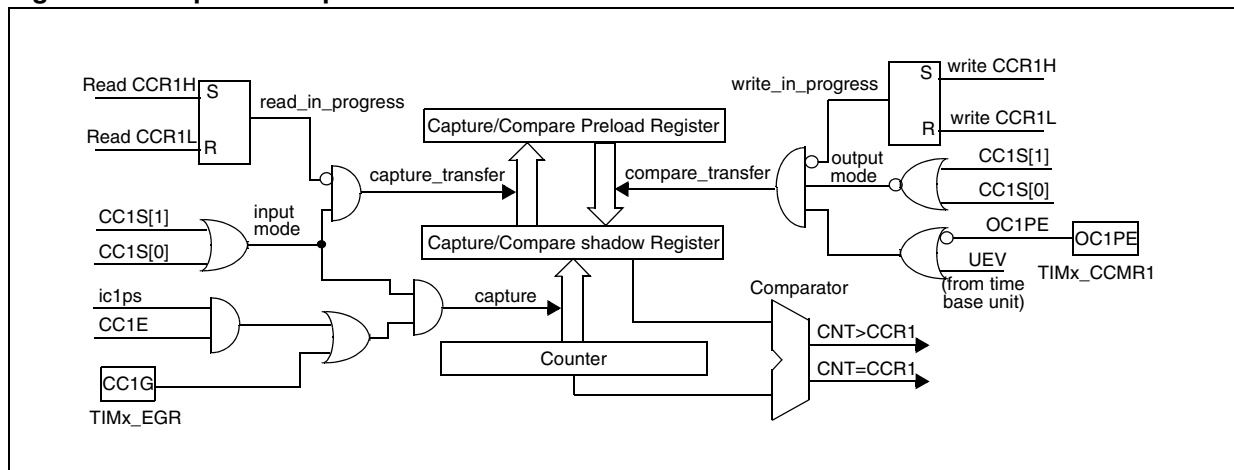 Read CCR1H
S
read_in_progress
Read CCR1L
R
Capture/Compare Preload Register
write_in_progress
S
write CCR1H
R
write CCR1L
capture_transfer
compare_transfer
output
mode
CC1S[1]
CC1S[0]
CC1S[1]
CC1S[0]
input
mode
Capture/Compare shadow Register
OC1PE
OC1PE
UEV
(from time
base unit)
TIMx_CCMR1
ic1ps
CC1E
capture
Comparator
CNT>CCR1
CNT=CCR1
Counter
CC1G
TIMx_EGR